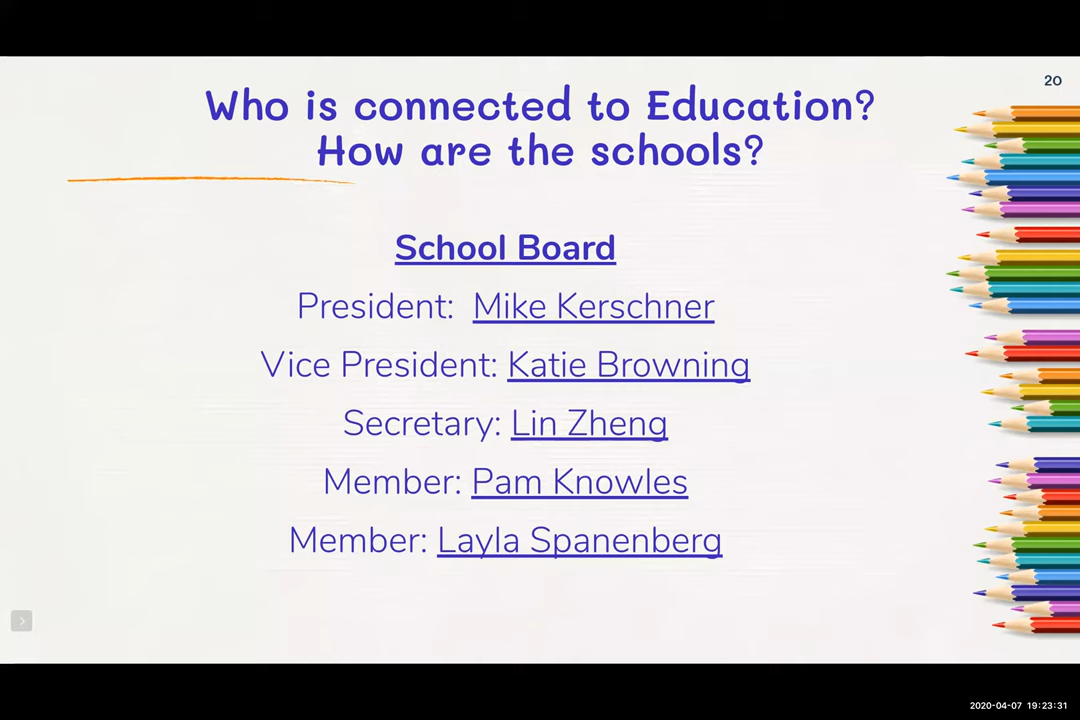 20
Who is connected to Education?
How are the schools?
School Board
President: Mike Kerschner
Vice President: Katie Browning
Secretary: Lin Zheng
Member: Pam Knowles
Member: Layla Spanenberg
2020-04-07 19:23:31